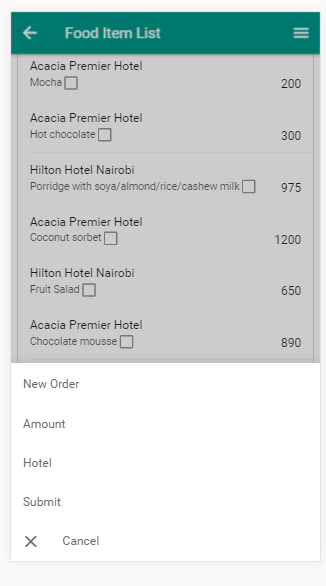 Food Item List
Acacia Premier Hotel
Mocha
200
Acacia Premier Hotel
Hot chocolate
300
Hilton Hotel Nairobi
Porridge with soya/almond/rice/cashew milk
975
Acacia Premier Hotel
Coconut sorbet
1200
Hilton Hotel Nairobi
Fruit Salad
650
Acacia Premier Hotel
Chocolate mousse
890
New Order
Amount
Hotel
Submit
Cancel